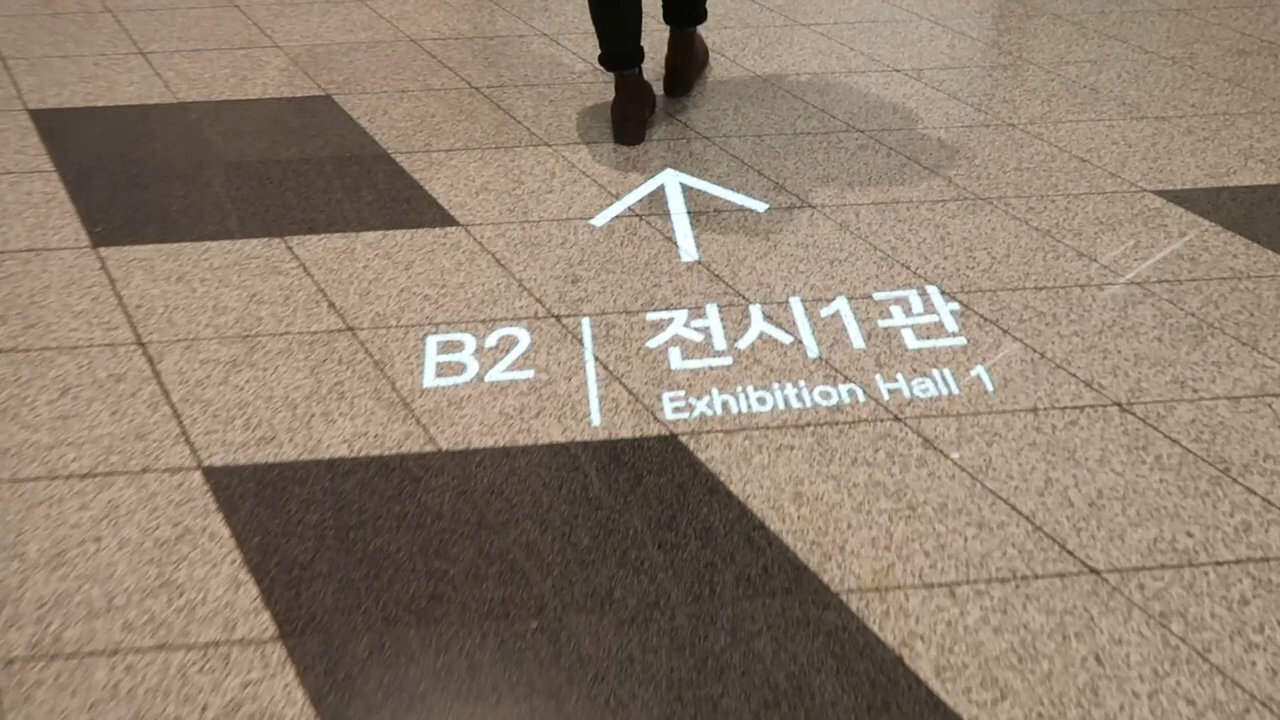 B2 | 전시1관
Exhibition Hall 1